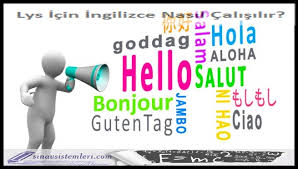 Lys İçin İngilizce Nasıl Çalışılır?
你好
SALAM
Hola
goddag
ALOHA
Hello
SALUT
Bonjour
JAMBO
NI HAO
もしもし
GutenTag
Ciao
sinavsistemleri.com
E=mc